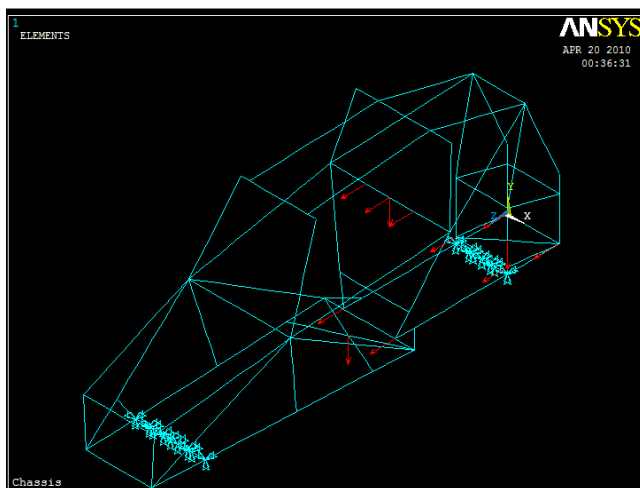 1
ELEMENTS
ANSYS
APR 20 2010
00:36:31
Y
Z
X
Chassis